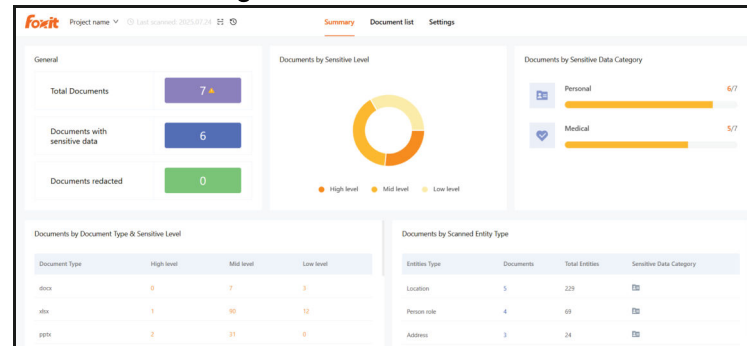 Foxit Project name Last scanned 2025.07.24 Summary Document list Settings
General
Total Documents 7
Documents with
sensitive data 6
Documents redacted 0
Documents by Sensitive Level
High level Mid level Low level
Documents by Sensitive Data Category
Personal 6/7
Medical 5/7
Documents by Document Type & Sensitive Level
Document Type High level Mid level Low level
docx 0 7 3
xlsx 1 90 12
pptx 2 31 0
Documents by Scanned Entity Type
Entities Type Documents Total Entities Sensitive Data Category
Location 5 229
Person role 4 69
Address 3 24